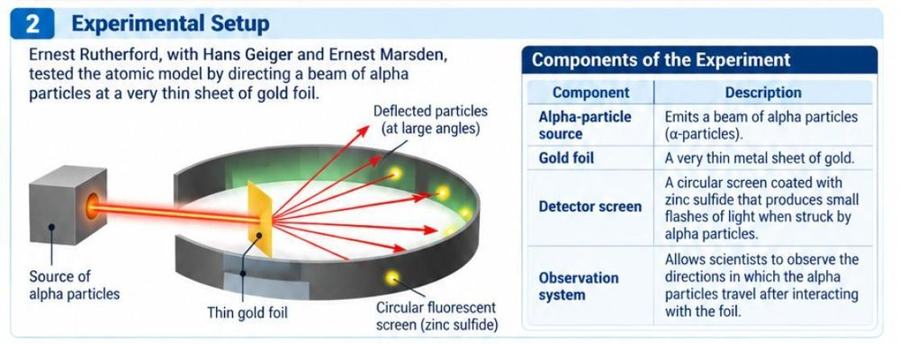 2 Experimental Setup
Ernest Rutherford, with Hans Geiger and Ernest Marsden,
tested the atomic model by directing a beam of alpha
particles at a very thin sheet of gold foil.
Deflected particles
(at large angles)
Source of
alpha particles
Thin gold foil
Circular fluorescent
screen (zinc sulfide)
Components of the Experiment
Component Description
Alpha-particle
source
Emits a beam of alpha particles
(α-particles).
Gold foil
A very thin metal sheet of gold.
Detector screen
A circular screen coated with
zinc sulfide that produces small
flashes of light when struck by
alpha particles.
Observation
system
Allows scientists to observe the
directions in which the alpha
particles travel after interacting
with the foil.